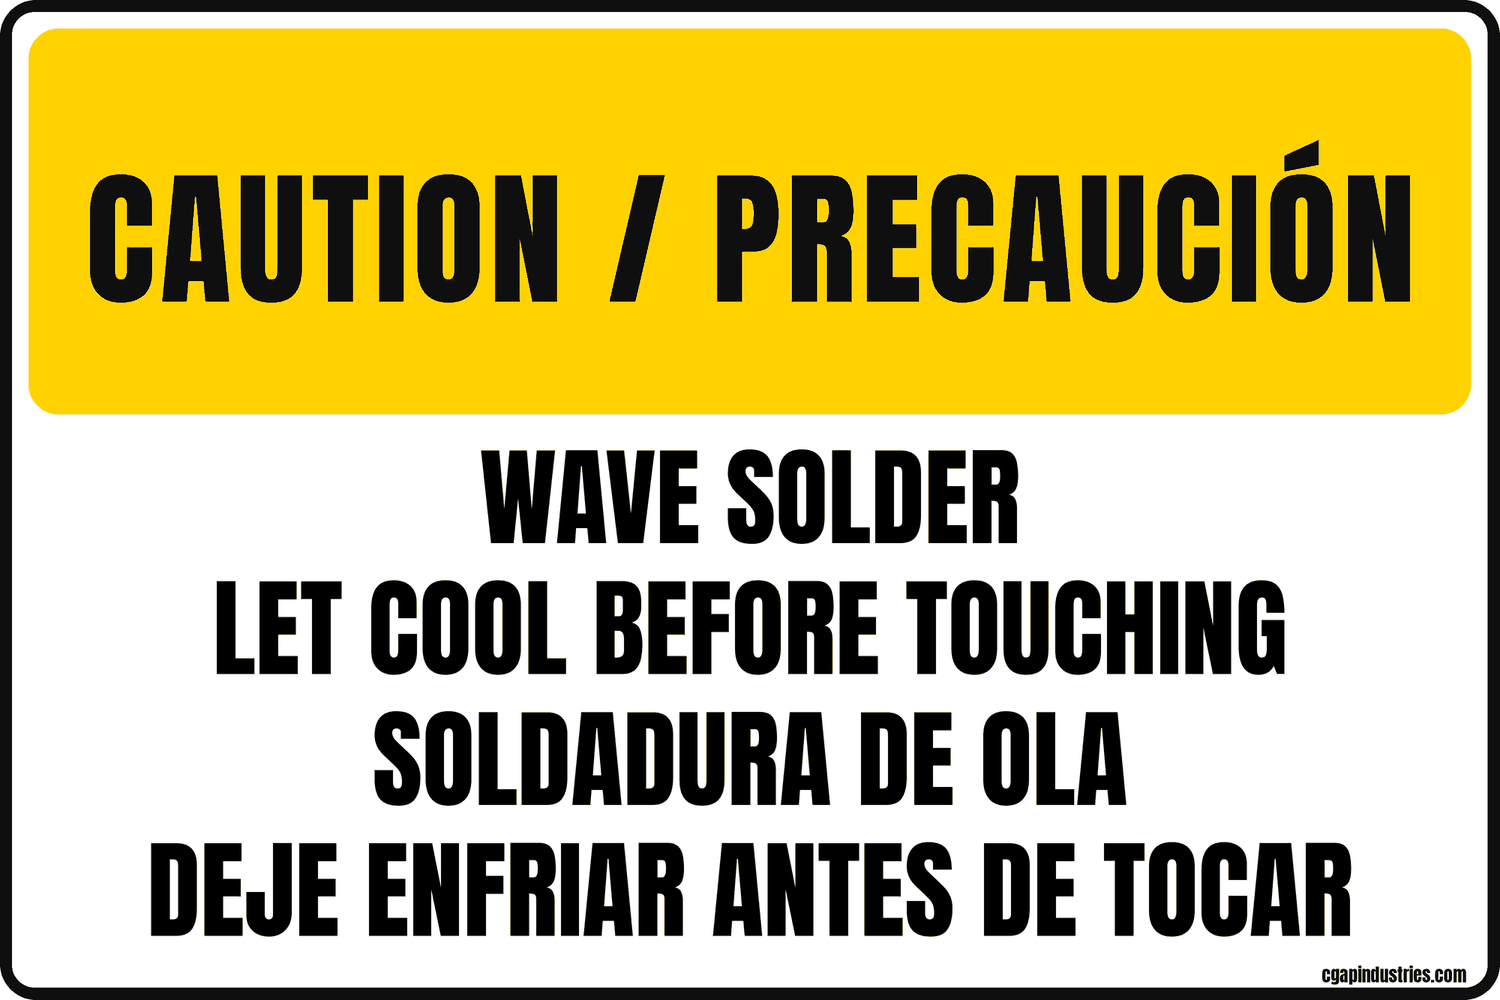 CAUTION / PRECAUCIÓN
WAVE SOLDER
LET COOL BEFORE TOUCHING
SOLDADURA DE OLA
DEJE ENFRIAR ANTES DE TOCAR
cgapindustries.com